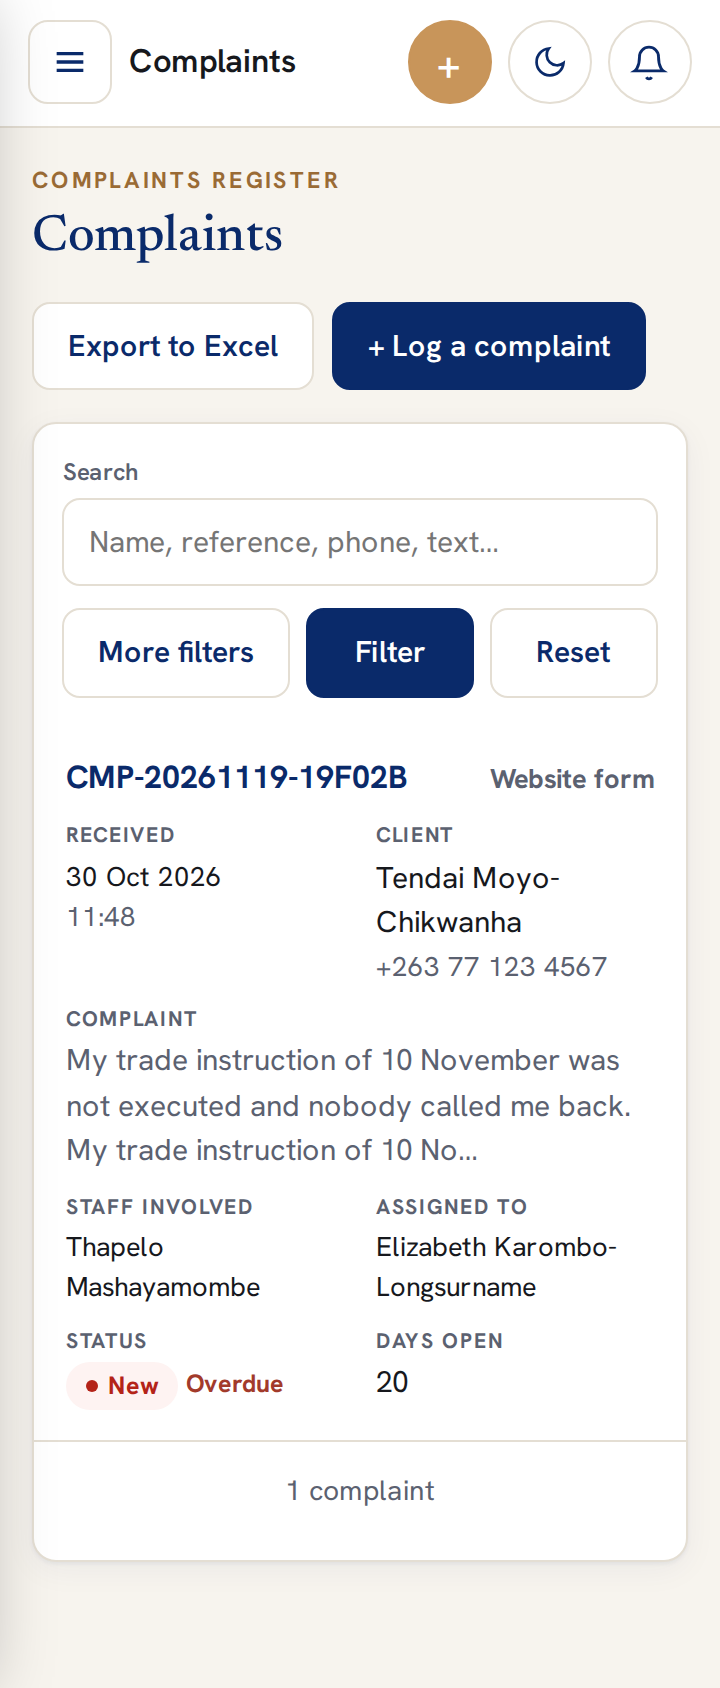 Complaints
+
COMPLAINTS REGISTER
Complaints
Export to Excel
+ Log a complaint
Search
Name, reference, phone, text...
More filters
Filter
Reset
CMP-20261119-19F02B
Website form
RECEIVED
30 Oct 2026
11:48
CLIENT
Tendai Moyo-
Chikwanha
+263 77 123 4567
COMPLAINT
My trade instruction of 10 November was
not executed and nobody called me back.
My trade instruction of 10 No...
STAFF INVOLVED
Thapelo
Mashayamombe
ASSIGNED TO
Elizabeth Karombo-
Longsurname
STATUS
New Overdue
DAYS OPEN
20
1 complaint